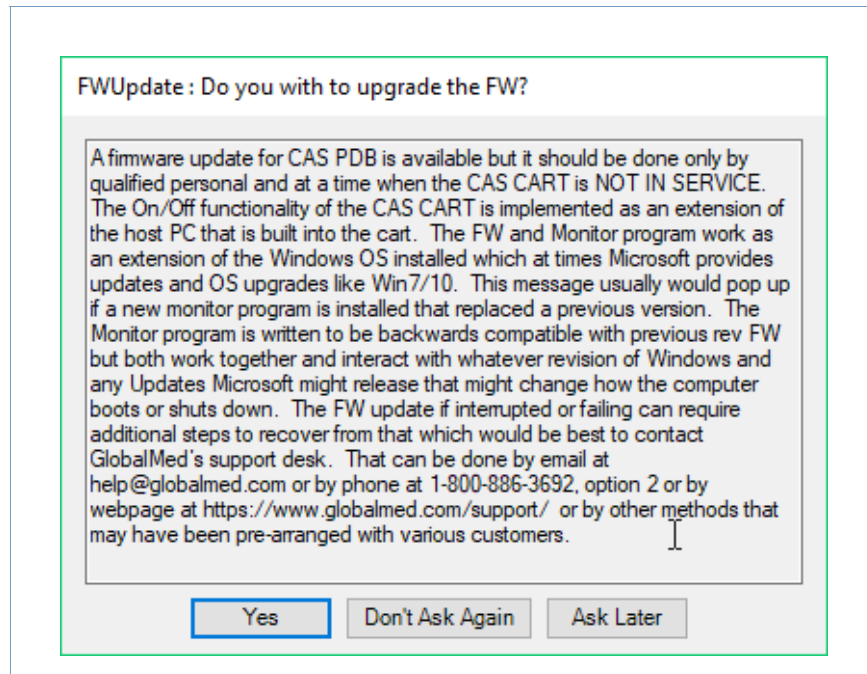 FWUpdate : Do you with to upgrade the FW?
A firmware update for CAS PDB is available but it should be done only by
qualified personal and at a time when the CAS CART is NOT IN SERVICE.
The On/Off functionality of the CAS CART is implemented as an extension of
the host PC that is built into the cart.  The FW and Monitor program work as
an extension of the Windows OS installed which at times Microsoft provides
updates and OS upgrades like Win7/10.  This message usually would pop up
if a new monitor program is installed that replaced a previous version.  The
Monitor program is written to be backwards compatible with previous rev FW
but both work together and interact with whatever revision of Windows and
any Updates Microsoft might release that might change how the computer
boots or shuts down.  The FW update if interrupted or failing can require
additional steps to recover from that which would be best to contact
GlobalMed's support desk.  That can be done by email at
help@globalmed.com or by phone at 1-800-886-3692, option 2 or by
webpage at https://www.globalmed.com/support/  or by other methods that
may have been pre-arranged with various customers.
Yes Don't Ask Again Ask Later